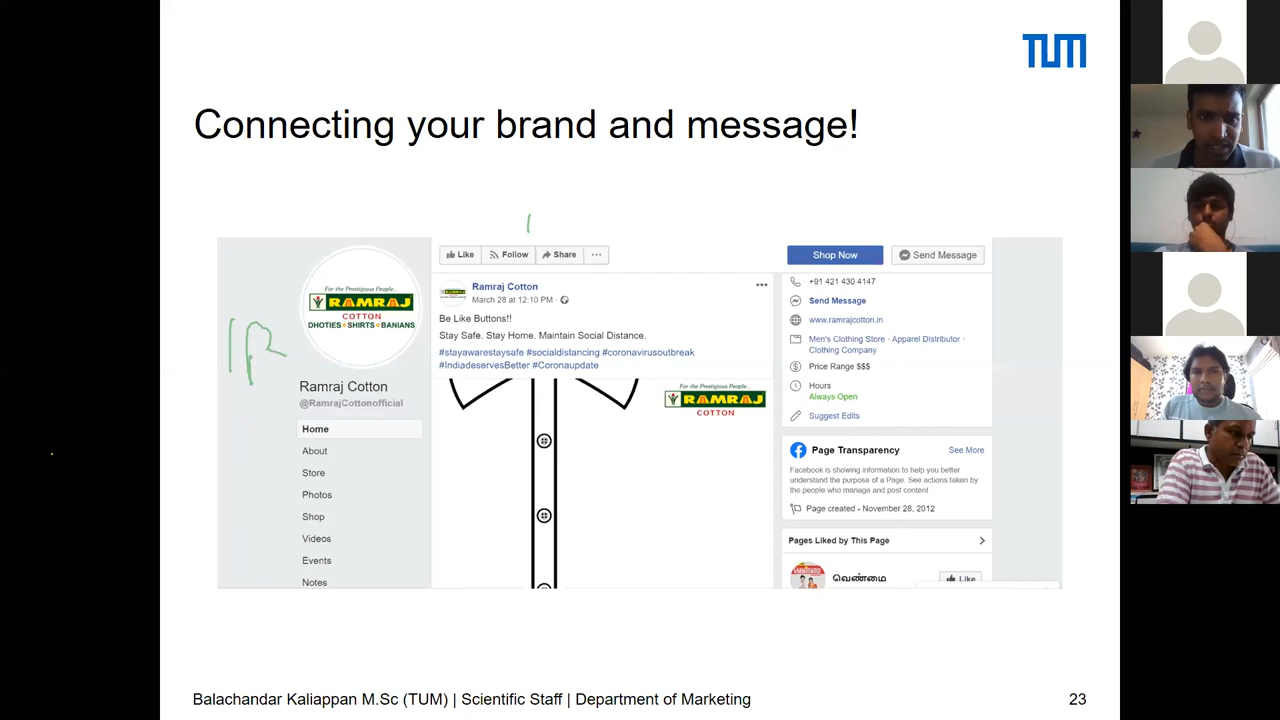 TUM
Connecting your brand and message!
For the Prestigious People..
RAMRAJ
COTTON
DHOTIES SHIRTS BANIANS
Ramraj Cotton
@RamrajCottonofficial
Home
About
Store
Photos
Shop
Videos
Events
Notes
Like Follow Share ...
Ramraj Cotton
March 28 at 12:10 PM
Be Like Buttons!!
Stay Safe. Stay Home. Maintain Social Distance.
#stayawarestaysafe #socialdistancing #coronavirusoutbreak
#IndiadeservesBetter #Coronaupdate
For the Prestigious People..
RAMRAJ
COTTON
Shop Now Send Message
+91 421 430 4147
Send Message
www.ramrajcotton.in
Men's Clothing Store · Apparel Distributor ·
Clothing Company
Price Range $$$
Hours
Always Open
Suggest Edits
Page Transparency See More
Facebook is showing information to help you better
understand the purpose of a Page. See actions taken
by the people who manage and post content
Page created - November 28, 2012
Pages Liked by This Page
வெண்மை Like
Balachandar Kaliappan M.Sc (TUM) | Scientific Staff | Department of Marketing
23